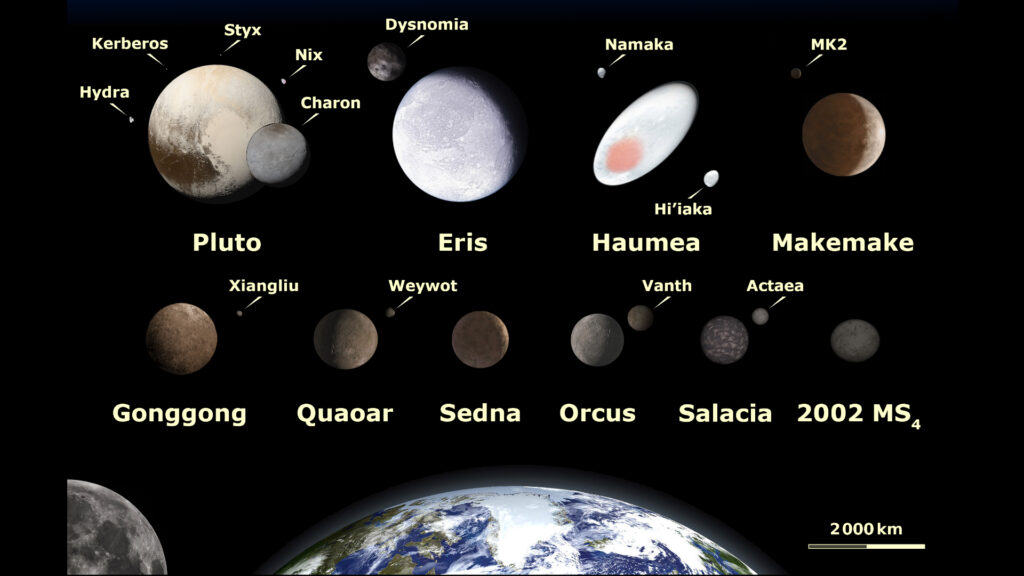 Styx
Dysnomia
Kerberos
Namaka
MK2
Nix
Hydra
Charon
Hi’iaka
Pluto
Eris
Haumea
Makemake
Xiangliu
Weywot
Vanth
Actaea
Gonggong
Quaoar
Sedna
Orcus
Salacia
2002 MS₄
2000 km